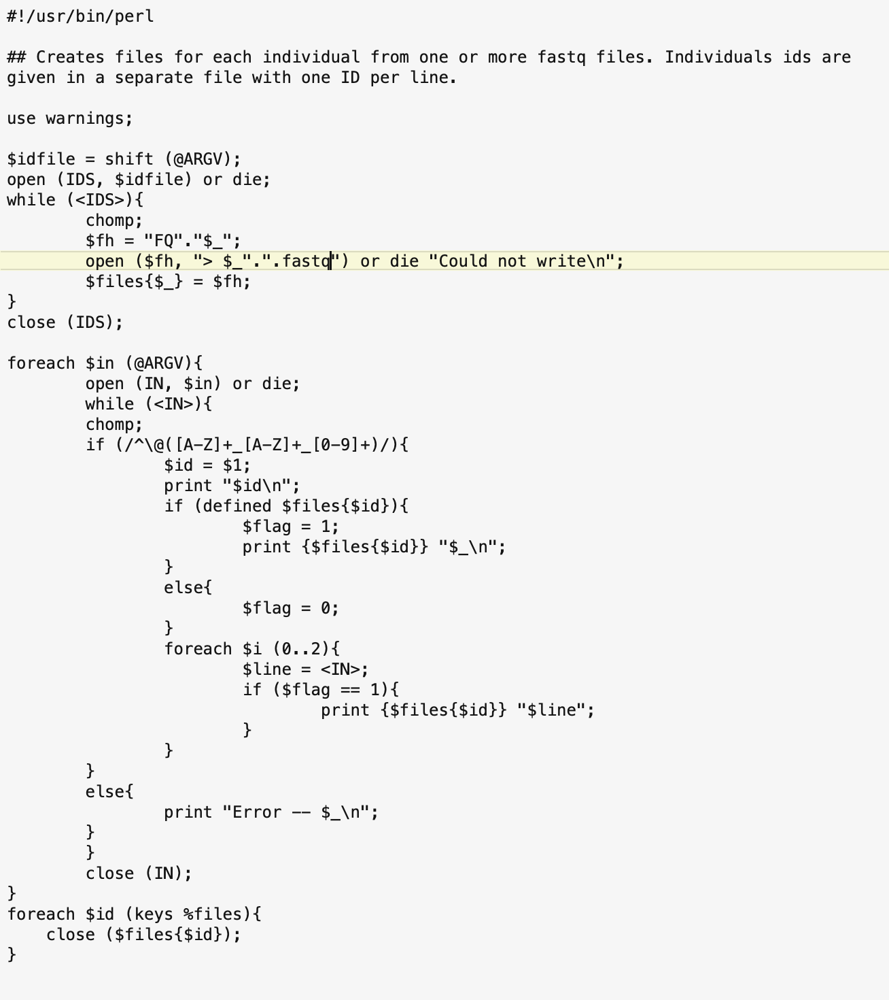 #!/usr/bin/perl

## Creates files for each individual from one or more fastq files. Individuals ids are
given in a separate file with one ID per line.

use warnings;

$idfile = shift (@ARGV);
open (IDS, $idfile) or die;
while (<IDS>){
        chomp;
        $fh = "FQ"."$_";
        open ($fh, "> $_".".fastq") or die "Could not write\n";
        $files{$_} = $fh;
}
close (IDS);

foreach $in (@ARGV){
        open (IN, $in) or die;
        while (<IN>){
        chomp;
        if (/^\@([A-Z]+_[A-Z]+_[0-9]+)/){
                $id = $1;
                print "$id\n";
                if (defined $files{$id}){
                        $flag = 1;
                        print {$files{$id}} "$_\n";
                }
                else{
                        $flag = 0;
                }
                foreach $i (0..2){
                        $line = <IN>;
                        if ($flag == 1){
                                print {$files{$id}} "$line";
                        }
                }
        }
        else{
                print "Error -- $_\n";
        }
        }
        close (IN);
}
foreach $id (keys %files){
    close ($files{$id});
}